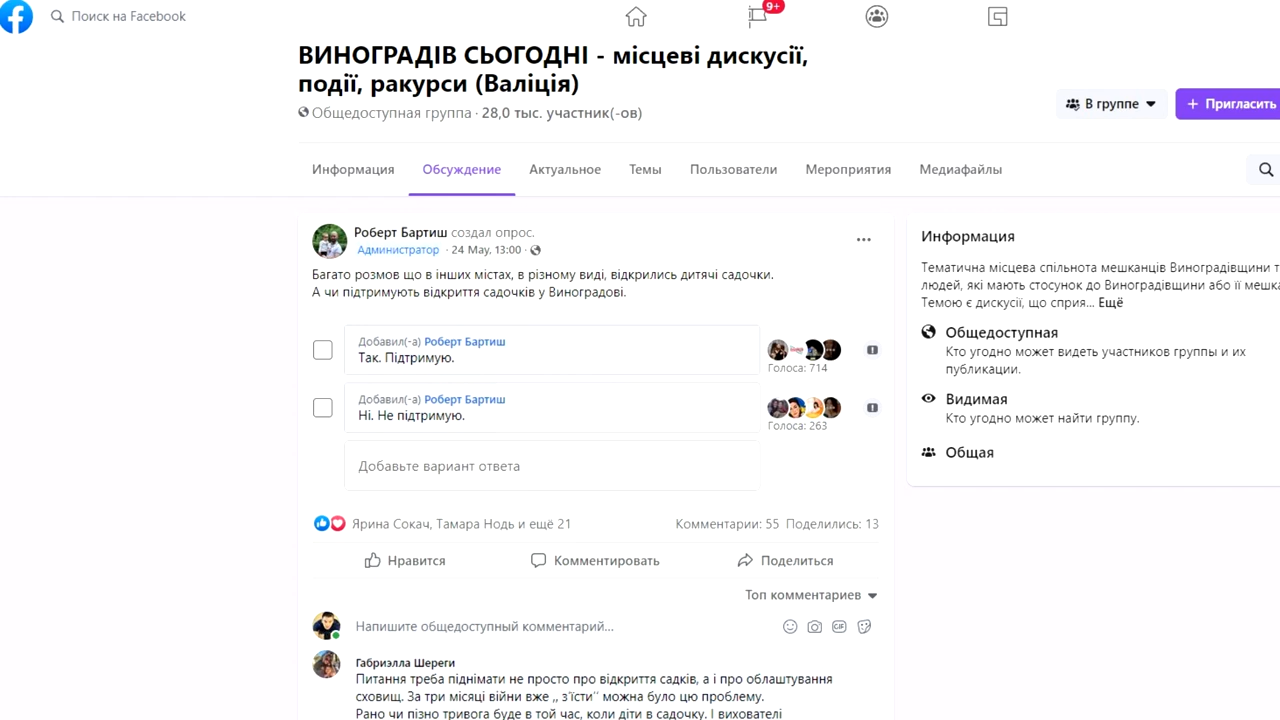 Поиск на Facebook
9+
ВИНОГРАДІВ СЬОГОДНІ - місцеві дискусії,
події, ракурси (Валіція)
Общедоступная группа · 28,0 тыс. участник(-ов)
В группе
+ Пригласить
Информация Обсуждение Актуальное Темы Пользователи Мероприятия Медиафайлы
Роберт Бартиш создал опрос.
Администратор · 24 May, 13:00 ·
Багато розмов що в інших містах, в різному виді, відкрились дитячі садочки.
А чи підтримують відкриття садочків у Виноградові.
Добавил(-а) Роберт Бартиш
Так. Підтримую.
Голоса: 714
Добавил(-а) Роберт Бартиш
Ні. Не підтримую.
Голоса: 263
Добавьте вариант ответа
Ярина Сокач, Тамара Нодь и ещё 21
Комментарии: 55 Поделились: 13
Нравится Комментировать Поделиться
Топ комментариев
Напишите общедоступный комментарий...
GIF
Габриэлла Шереги
Питання треба піднімати не просто про відкриття садків, а і про облаштування
сховищ. За три місяці війни вже ,, з´їсти¨ можна було цю проблему.
Рано чи пізно тривога буде в той час, коли діти в садочку. І вихователі
Информация
Тематична місцева спільнота мешканців Виноградівщини т
людей, які мають стосунок до Виноградівщини або її мешка
Темою є дискусії, що сприя... Ещё
Общедоступная
Кто угодно может видеть участников группы и их
публикации.
Видимая
Кто угодно может найти группу.
Общая